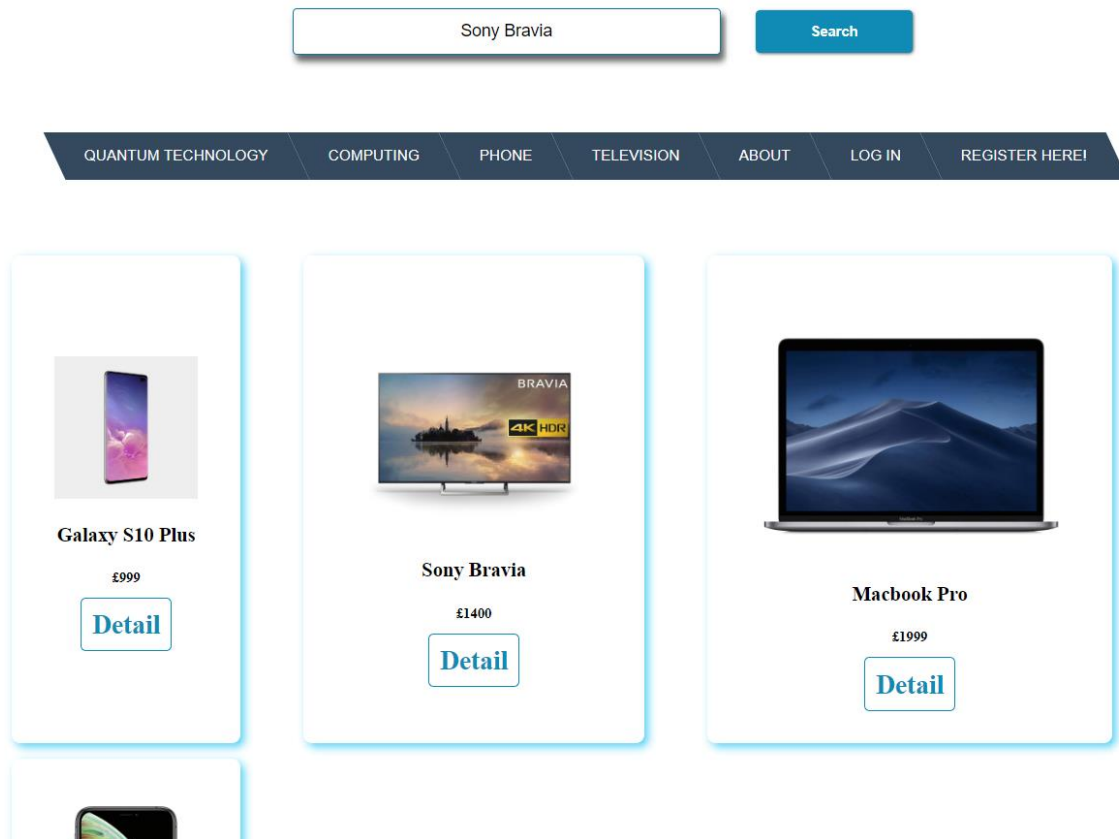 Sony Bravia
Search
QUANTUM TECHNOLOGY COMPUTING PHONE TELEVISION ABOUT LOG IN REGISTER HERE!
BRAVIA
4K HDR
Galaxy S10 Plus
£999
Detail
Sony Bravia
£1400
Detail
Macbook Pro
£1999
Detail